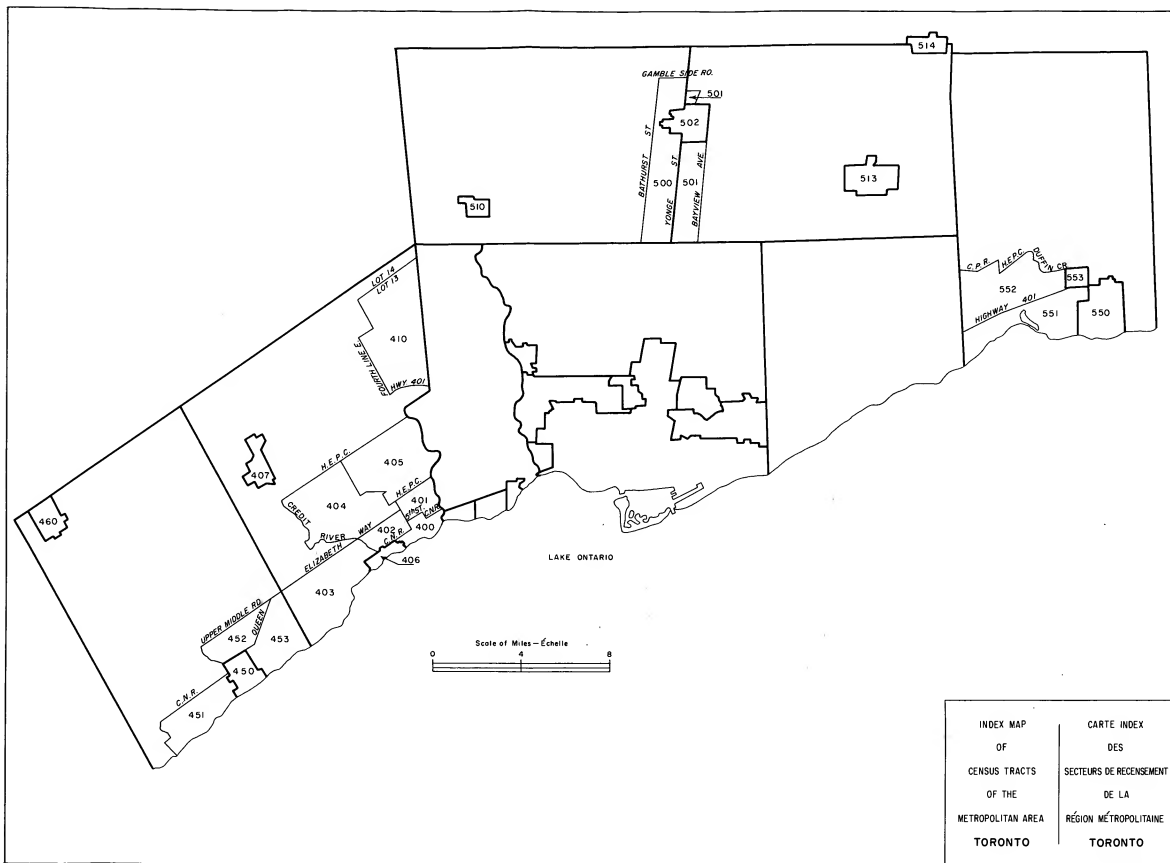 514
GAMBLE SIDE RD.
501
502
BATHURST ST
500
YONGE ST
501
BAYVIEW AVE.
513
510
C.P.R.
H.E.P.C.
DUFFIN CR.
553
552
HIGHWAY 401
551
550
LOT 14
LOT 13
410
FOURTH LINE E
HWY 401
H.E.P.C.
405
407
404
H.E.P.C.
401
CREDIT RIVER
5th ST.
C.N.R.
402
400
C.N.R.
406
QUEEN ELIZABETH WAY
403
460
LAKE ONTARIO
UPPER MIDDLE RD.
452
453
450
C.N.R.
451
Scale of Miles — Échelle
0 4 8
INDEX MAP
OF
CENSUS TRACTS
OF THE
METROPOLITAN AREA
TORONTO
CARTE INDEX
DES
SECTEURS DE RECENSEMENT
DE LA
RÉGION MÉTROPOLITAINE
TORONTO